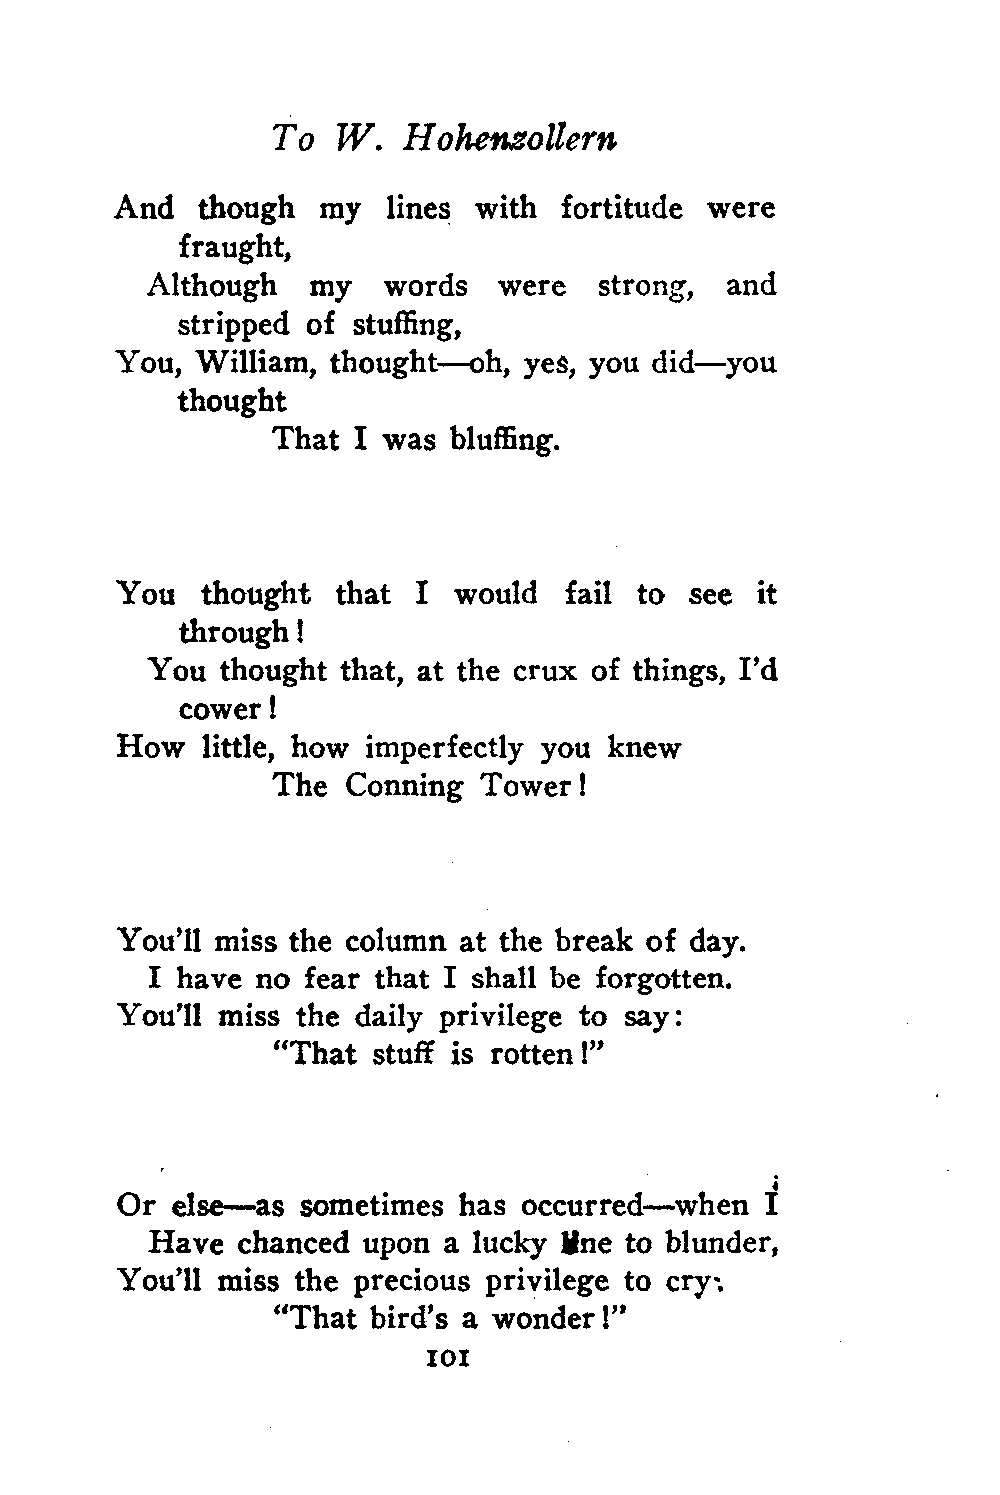 To W. Hohenzollern
And though my lines with fortitude were
fraught,
Although my words were strong, and
stripped of stuffing,
You, William, thought—oh, yes, you did—you
thought
That I was bluffing.
You thought that I would fail to see it
through!
You thought that, at the crux of things, I'd
cower!
How little, how imperfectly you knew
The Conning Tower!
You'll miss the column at the break of day.
I have no fear that I shall be forgotten.
You'll miss the daily privilege to say:
"That stuff is rotten!"
Or else—as sometimes has occurred—when I
Have chanced upon a lucky line to blunder,
You'll miss the precious privilege to cry:
"That bird's a wonder!"
101